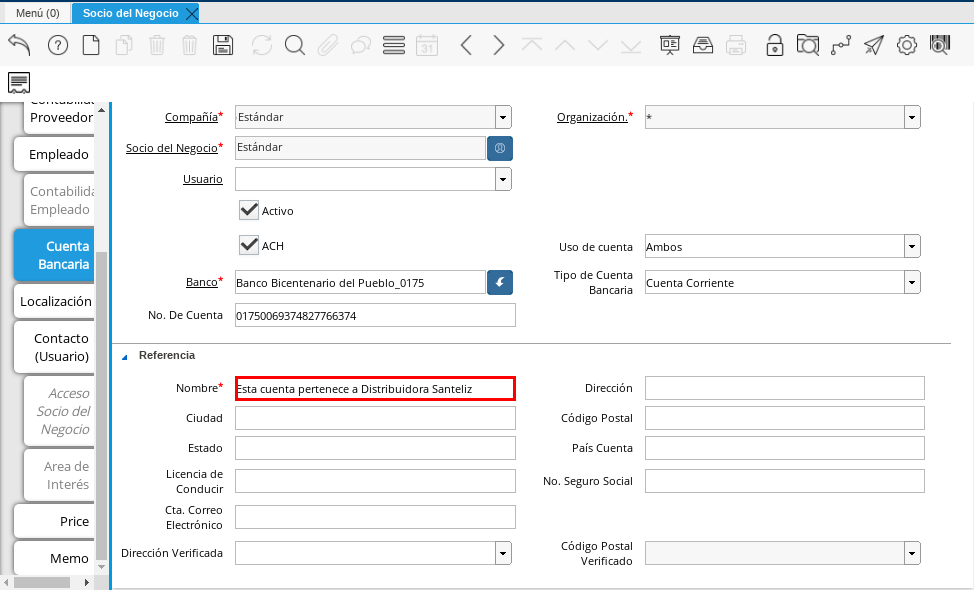 Menú (0)
Socio del Negocio
31
Contabilida
Proveedor
Empleado
Contabilida
Empleado
Cuenta
Bancaria
Localización
Contacto
(Usuario)
Acceso
Socio del
Negocio
Area de
Interés
Price
Memo
Compañía* Estándar
Organización.* *
Socio del Negocio* Estándar
Usuario
Activo
ACH
Uso de cuenta Ambos
Banco* Banco Bicentenario del Pueblo_0175
Tipo de Cuenta
Bancaria
Cuenta Corriente
No. De Cuenta 01750069374827766374
Referencia
Nombre* Esta cuenta pertenece a Distribuidora Santeliz
Dirección
Ciudad
Código Postal
Estado
País Cuenta
Licencia de
Conducir
No. Seguro Social
Cta. Correo
Electrónico
Dirección Verificada
Código Postal
Verificado